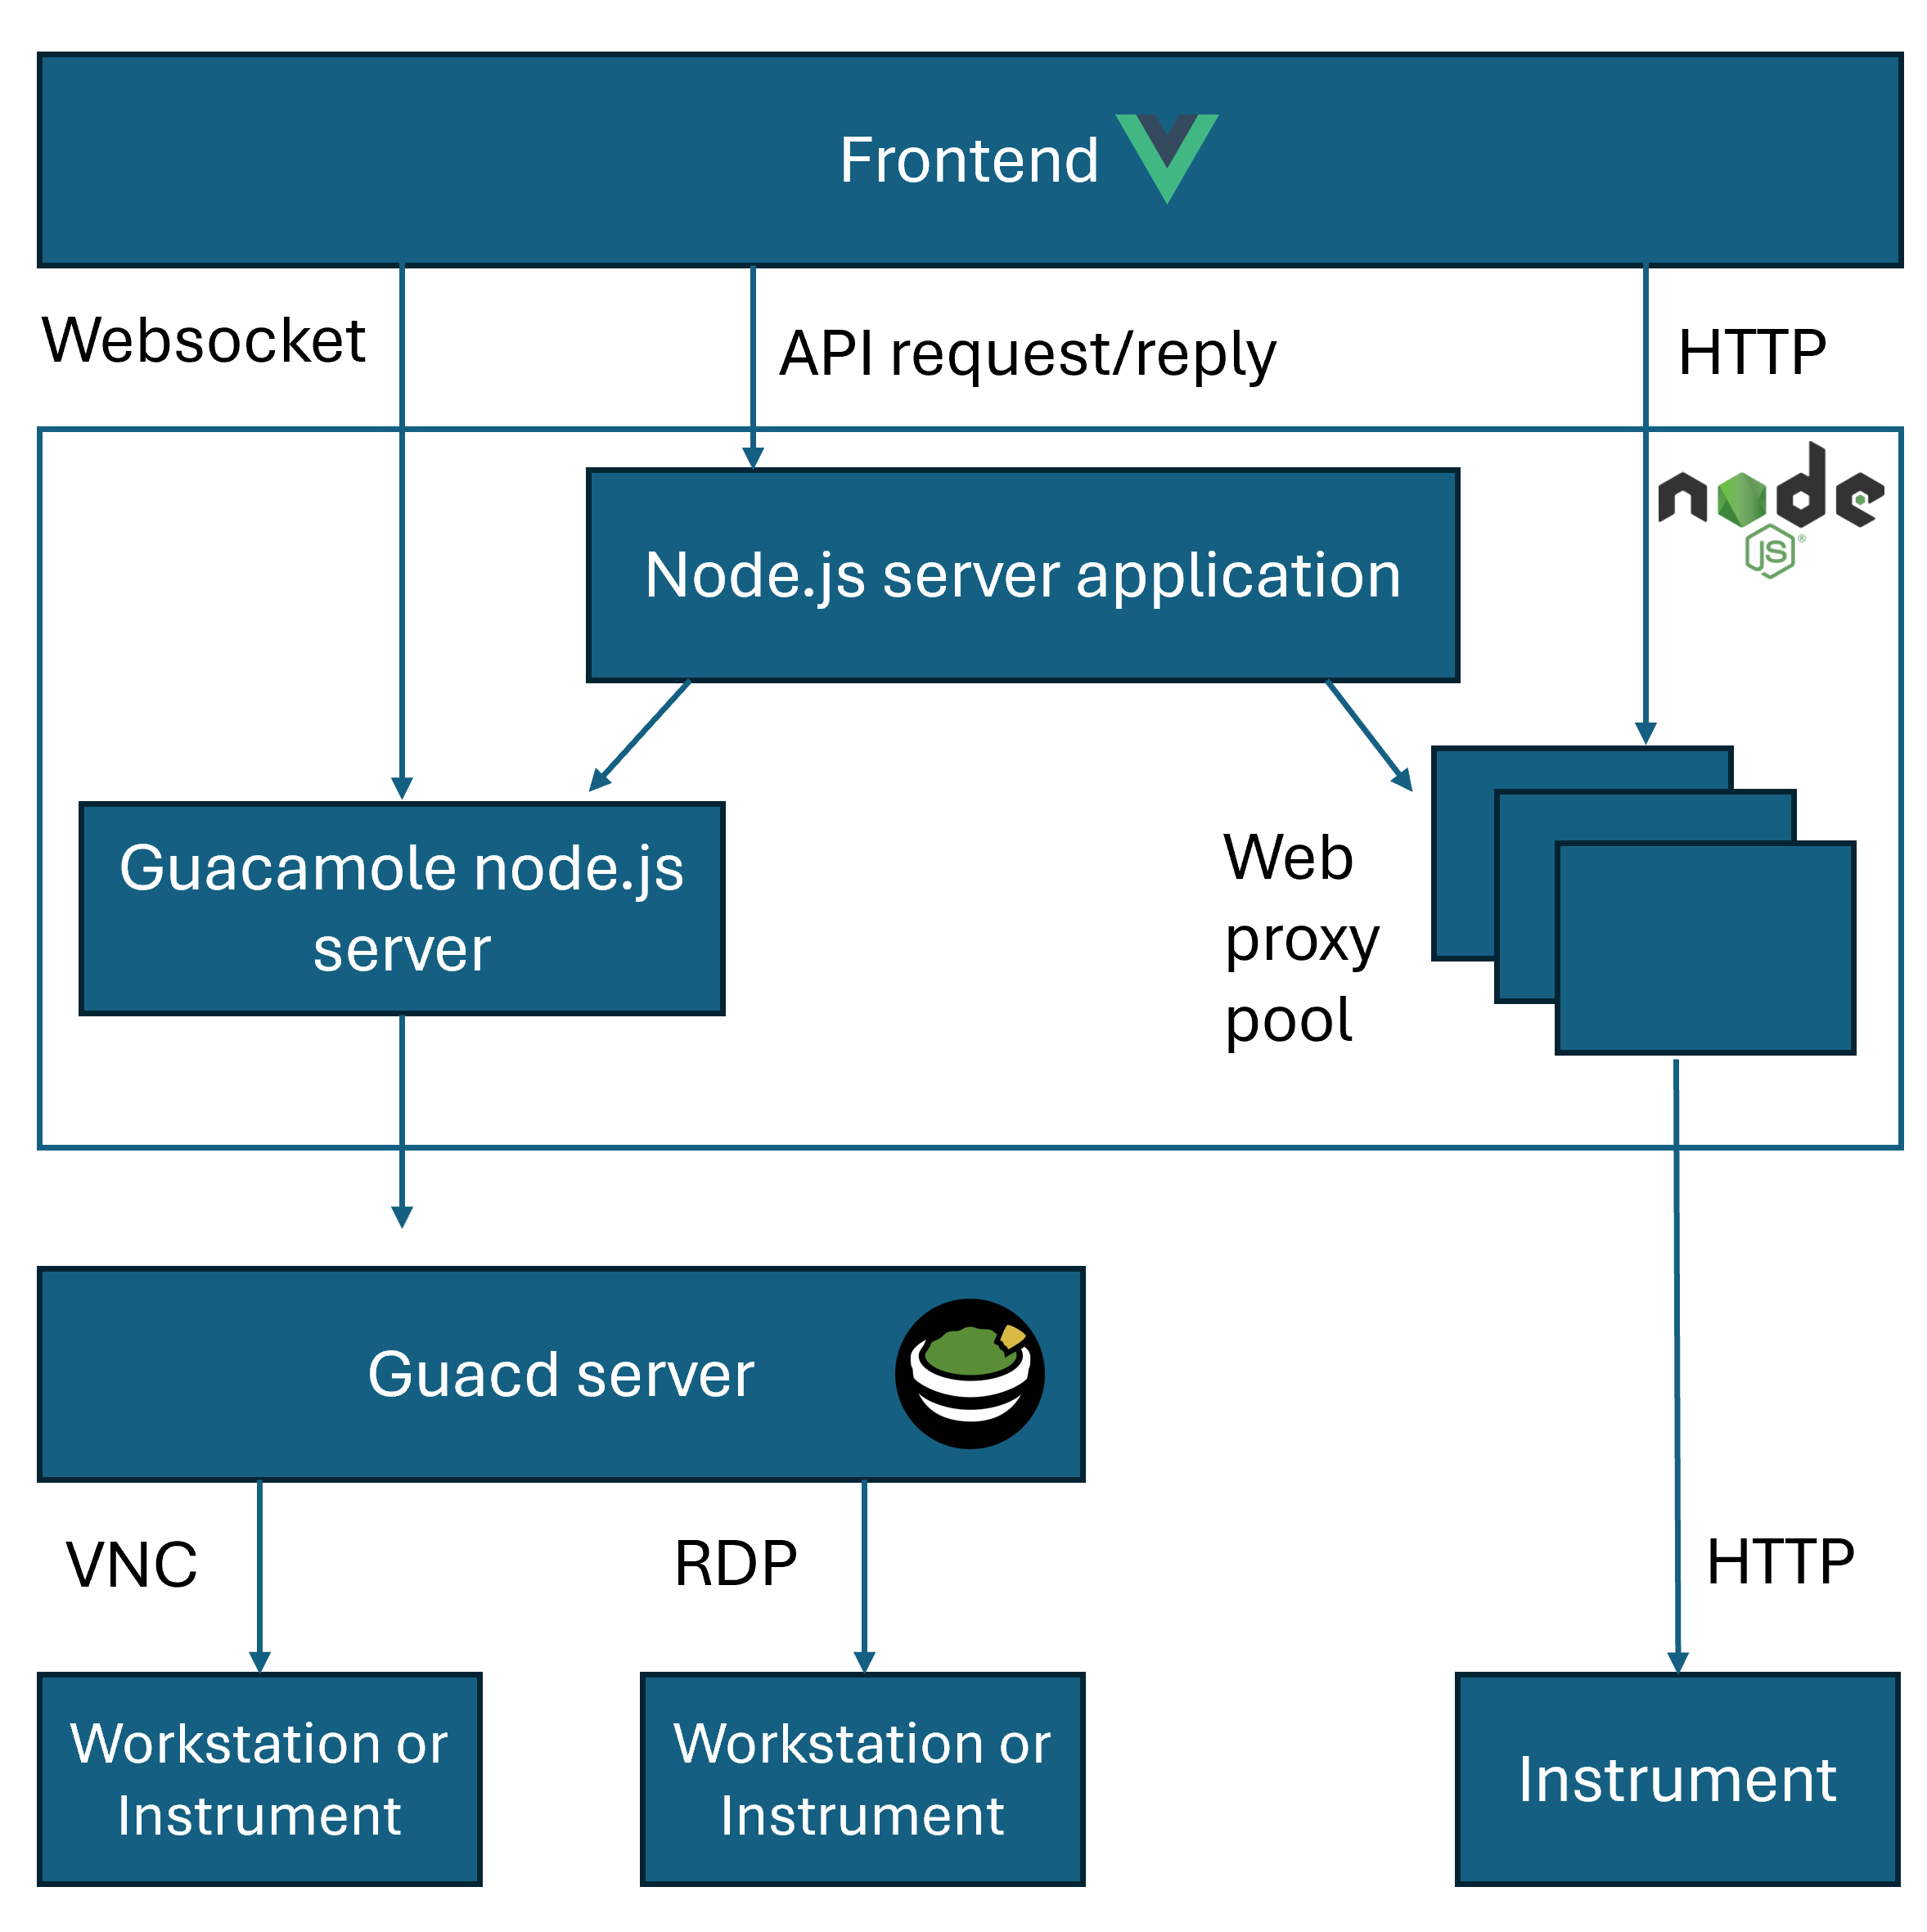 Frontend
Websocket
API request/reply
HTTP
node
JS®
Node.js server application
Guacamole node.js
server
Web
proxy
pool
Guacd server
VNC
RDP
HTTP
Workstation or
Instrument
Workstation or
Instrument
Instrument